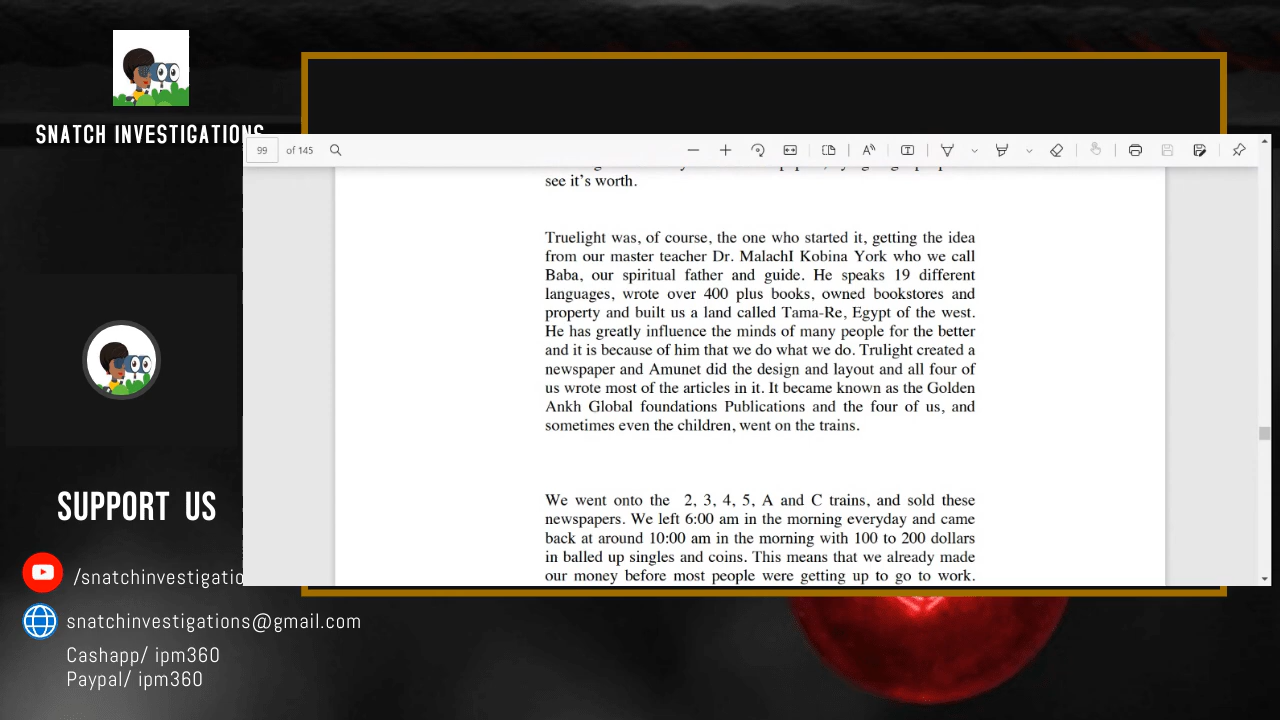 SNATCH INVESTIGATIONS
99 of 145
see it's worth.
Truelight was, of course, the one who started it, getting the idea
from our master teacher Dr. MalachI Kobina York who we call
Baba, our spiritual father and guide. He speaks 19 different
languages, wrote over 400 plus books, owned bookstores and
property and built us a land called Tama-Re, Egypt of the west.
He has greatly influence the minds of many people for the better
and it is because of him that we do what we do. Trulight created a
newspaper and Amunet did the design and layout and all four of
us wrote most of the articles in it. It became known as the Golden
Ankh Global foundations Publications and the four of us, and
sometimes even the children, went on the trains.
We went onto the 2, 3, 4, 5, A and C trains, and sold these
newspapers. We left 6:00 am in the morning everyday and came
back at around 10:00 am in the morning with 100 to 200 dollars
in balled up singles and coins. This means that we already made
our money before most people were getting up to go to work.
SUPPORT US
/snatchinvestigatio
snatchinvestigations@gmail.com
Cashapp/ ipm360
Paypal/ ipm360